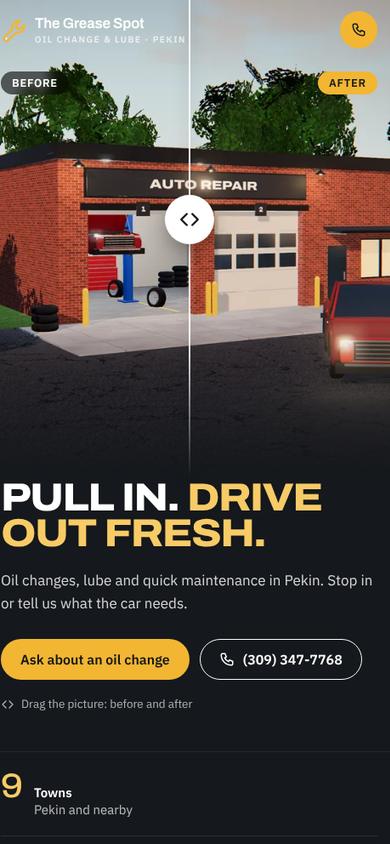 The Grease Spot
OIL CHANGE & LUBE · PEKIN
BEFORE
AFTER
AUTO REPAIR
1
2
PULL IN. DRIVE
OUT FRESH.
Oil changes, lube and quick maintenance in Pekin. Stop in
or tell us what the car needs.
Ask about an oil change
(309) 347-7768
Drag the picture: before and after
9
Towns
Pekin and nearby